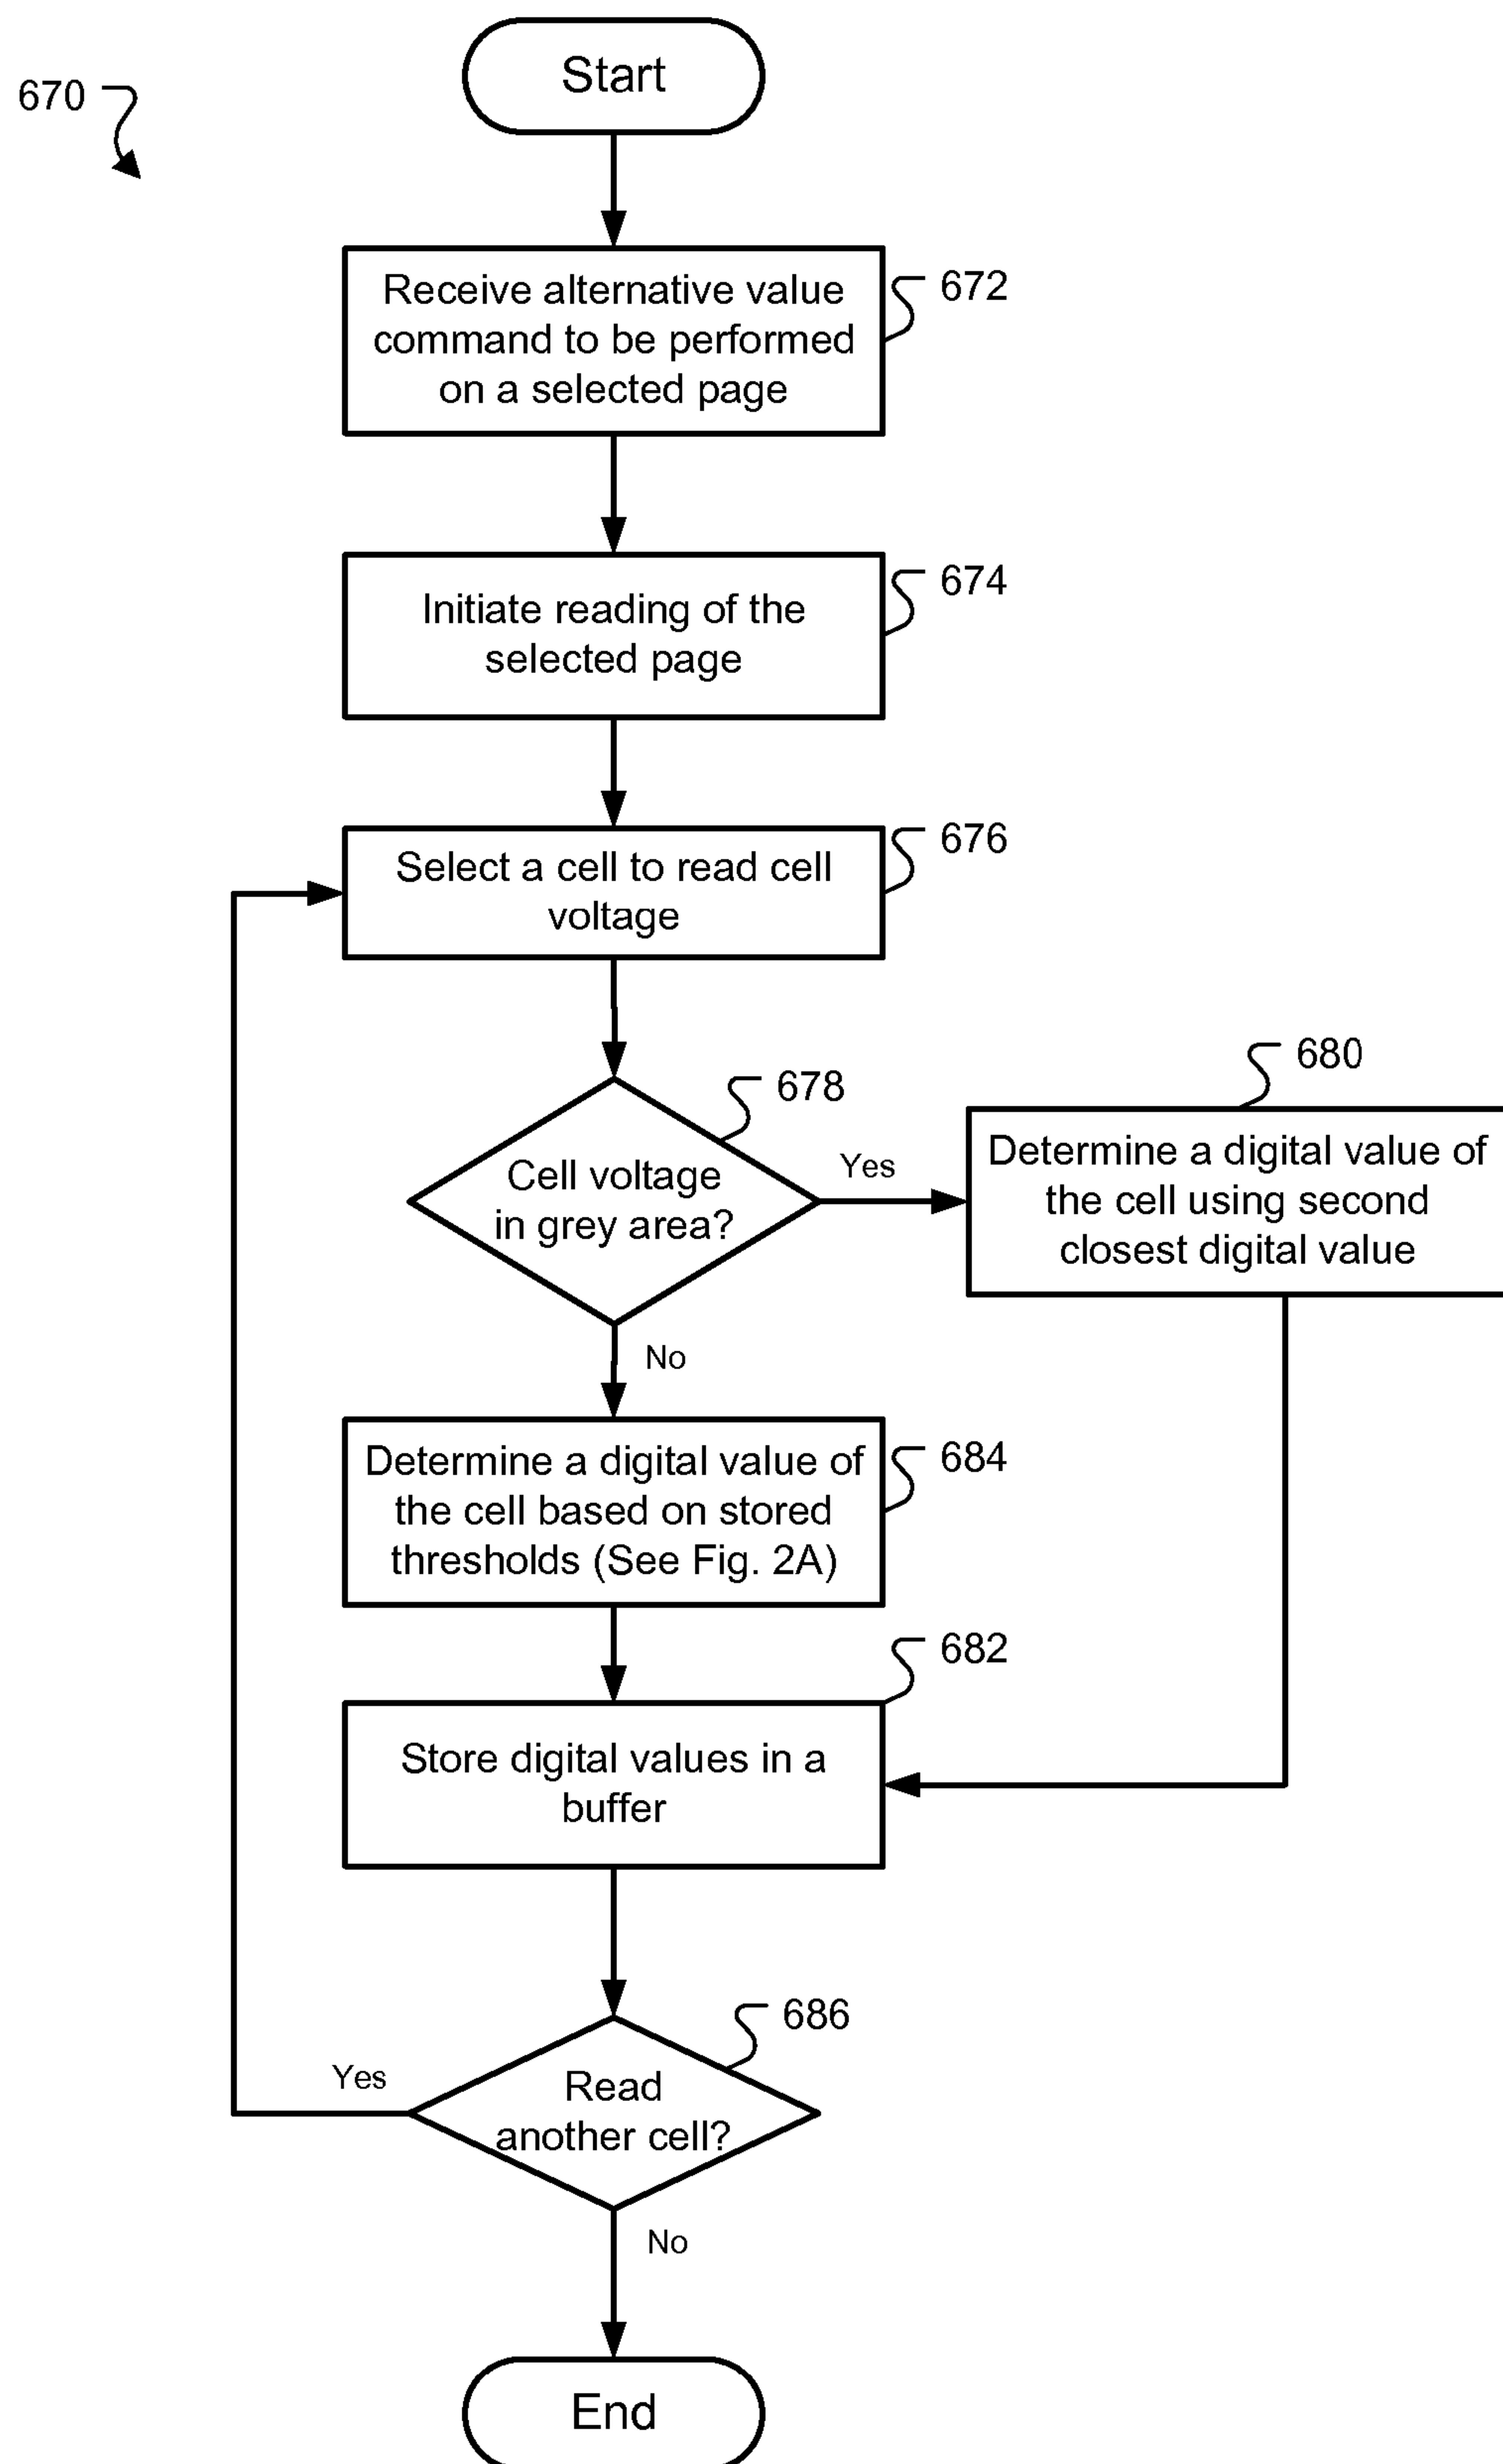 Start
670
Receive alternative value
command to be performed
on a selected page
672
Initiate reading of the
selected page
674
Select a cell to read cell
voltage
676
Cell voltage
in grey area?
678
Yes
680
Determine a digital value of
the cell using second
closest digital value
No
Determine a digital value of
the cell based on stored
thresholds (See Fig. 2A)
684
682
Store digital values in a
buffer
686
Yes
Read
another cell?
No
End